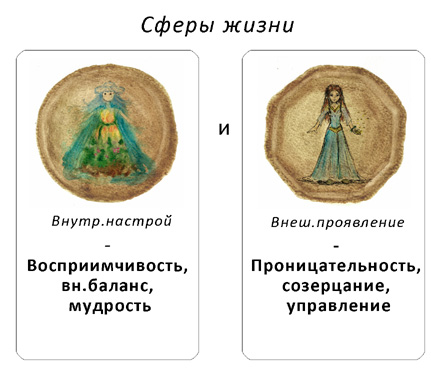 Сферы жизни
и
Внутр.настрой
-
Восприимчивость,
вн.баланс,
мудрость
Внеш.проявление
-
Проницательность,
созерцание,
управление